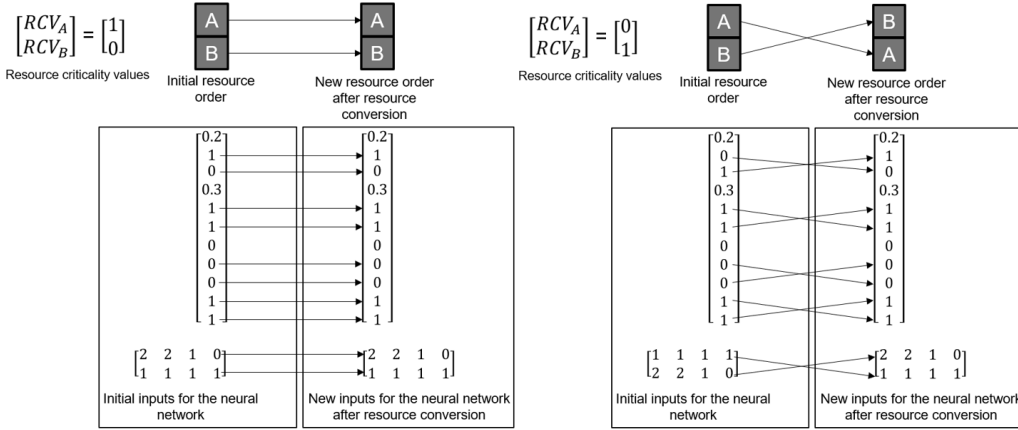 [RCV_A RCV_B] = [1 0]
Resource criticality values
A
B
Initial resource
order
A
B
New resource order
after resource
conversion
0.2
1
0
0.3
1
1
0
0
0
1
1
2 2 1 0
1 1 1 1
Initial inputs for the neural
network
0.2
1
0
0.3
1
1
0
0
0
1
1
2 2 1 0
1 1 1 1
New inputs for the neural network
after resource conversion
[RCV_A RCV_B] = [0 1]
Resource criticality values
A
B
Initial resource
order
B
A
New resource order
after resource
conversion
0.2
0
1
0.3
1
1
0
0
0
1
1
1 1 1 1
2 2 1 0
Initial inputs for the neural
network
0.2
1
0
0.3
1
1
0
0
0
1
1
2 2 1 0
1 1 1 1
New inputs for the neural network
after resource conversion